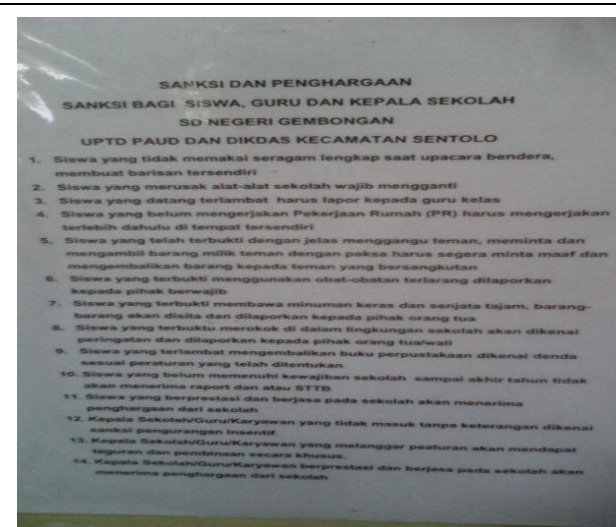 SANKSI DAN PENGHARGAAN
SANKSI BAGI SISWA, GURU DAN KEPALA SEKOLAH
SD NEGERI GEMBONGAN
UPTD PAUD DAN DIKDAS KECAMATAN SENTOLO
1. Siswa yang tidak memakai seragam lengkap saat upacara bendera,
membuat barisan tersendiri
2. Siswa yang merusak alat-alat sekolah wajib mengganti
3. Siswa yang datang terlambat harus lapor kepada guru kelas
4. Siswa yang belum mengerjakan Pekerjaan Rumah (PR) harus mengerjakan
terlebih dahulu di tempat tersendiri
5. Siswa yang telah terbukti dengan jelas mengganggu teman, meminta dan
mengambil barang milik teman dengan paksa harus segera minta maaf dan
mengembalikan barang kepada teman yang bersangkutan
6. Siswa yang terbukti menggunakan obat-obatan terlarang dilaporkan
kepada pihak berwajib
7. Siswa yang terbukti membawa minuman keras dan senjata tajam, barang-
barang akan disita dan dilaporkan kepada pihak orang tua
8. Siswa yang terbuktu merokok di dalam lingkungan sekolah akan dikenai
peringatan dan dilaporkan kepada pihak orang tua/wali
9. Siswa yang terlambat mengembalikan buku perpustakaan dikenai denda
sesuai peraturan yang telah ditentukan
10. Siswa yang belum memenuhi kewajiban sekolah sampai akhir tahun tidak
akan menerima raport dan atau STTB
11. Siswa yang berprestasi dan berjasa pada sekolah akan menerima
penghargaan dari sekolah
12. Kepala Sekolah/Guru/Karyawan yang tidak masuk tanpa keterangan dikenai
sanksi pengurangan insentif.
13. Kepala Sekolah/Guru/Karyawan yang melanggar peaturan akan mendapat
teguran dan pembinaan secara khusus.
14. Kapala Sekolah/Guru/Karyawan berprestasi dan berjasa pada sekolah akan
menerima penghargaan dari sekolah